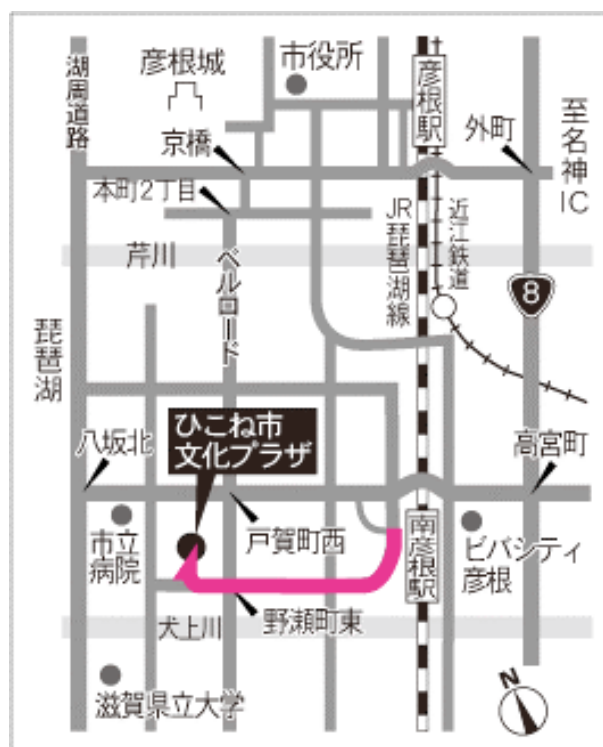 湖周道路
彦根城
市役所
彦根駅
外町
至名神IC
京橋
本町2丁目
芹川
ベルロード
JR琵琶湖線
近江鉄道
8
琵琶湖
八坂北
ひこね市
文化プラザ
高宮町
市立
病院
戸賀町西
南彦根駅
ビバシティ
彦根
犬上川
野瀬町東
滋賀県立大学
N